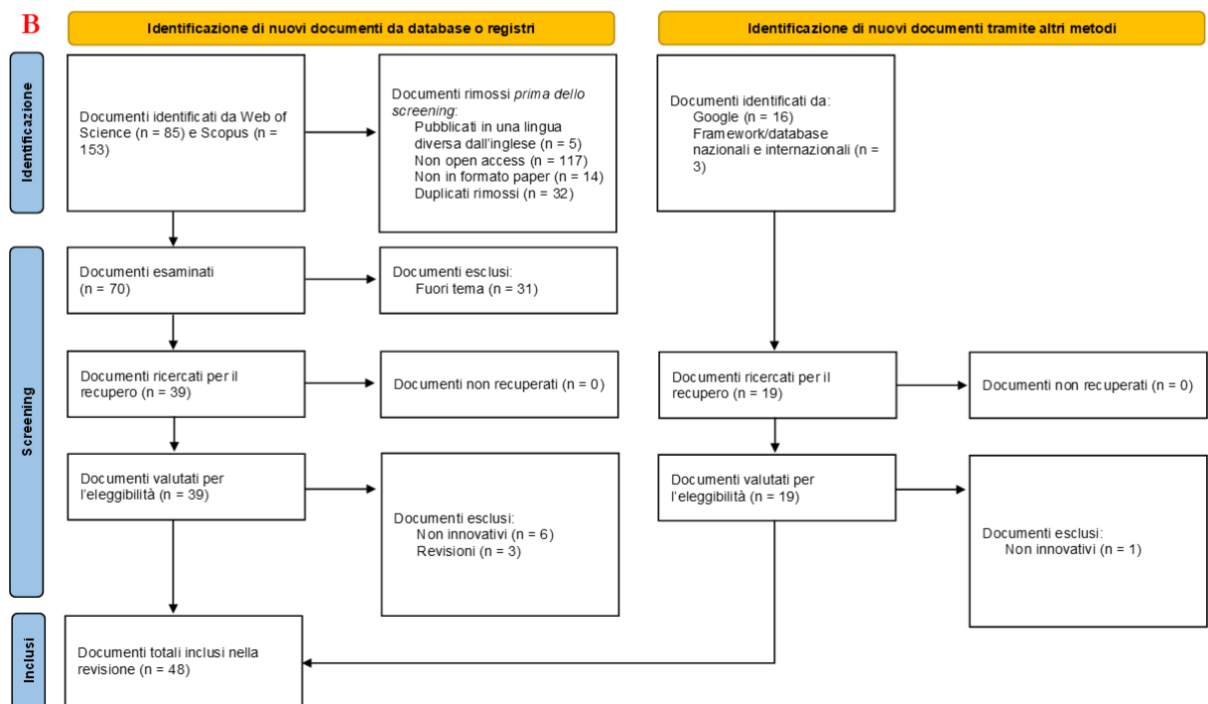 B
Identificazione di nuovi documenti da database o registri
Identificazione di nuovi documenti tramite altri metodi
Identificazione
Documenti identificati da Web of
Science (n = 85) e Scopus (n =
153)
Documenti rimossi prima dello
screening:
Pubblicati in una lingua
diversa dall'inglese (n = 5)
Non open access (n = 117)
Non in formato paper (n = 14)
Duplicati rimossi (n = 32)
Documenti identificati da:
Google (n = 16)
Framework/database
nazionali e internazionali (n =
3)
Screening
Documenti esaminati
(n = 70)
Documenti esclusi:
Fuori tema (n = 31)
Documenti ricercati per il
recupero (n = 39)
Documenti non recuperati (n = 0)
Documenti ricercati per il
recupero (n = 19)
Documenti non recuperati (n = 0)
Documenti valutati per
l'eleggibilità (n = 39)
Documenti esclusi:
Non innovativi (n = 6)
Revisioni (n = 3)
Documenti valutati per
l'eleggibilità (n = 19)
Documenti esclusi:
Non innovativi (n = 1)
Inclusi
Documenti totali inclusi nella
revisione (n = 48)